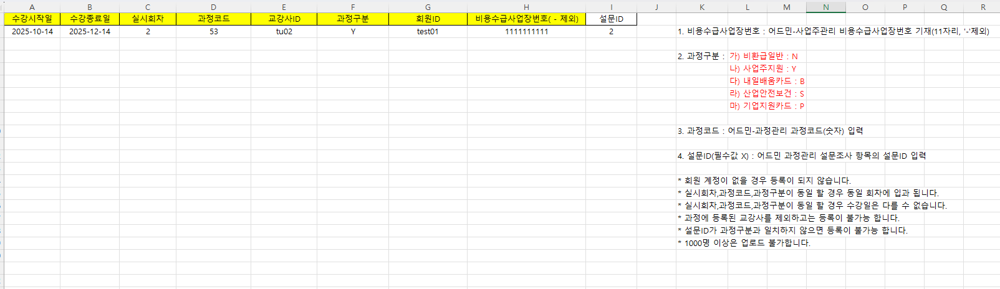 A B C D E F G H I J K L M N O P Q R
수강시작일 수강종료일 실시회차 과정코드 교강사ID 과정구분 회원ID 비용수급사업장번호( - 제외) 설문ID
2025-10-14 2025-12-14 2 53 tu02 Y test01 1111111111 2
1. 비용수급사업장번호 : 어드민-사업주관리 비용수급사업장번호 기재(11자리, '-'제외)
2. 과정구분 : 가) 비환급일반 : N
나) 사업주지원 : Y
다) 내일배움카드 : B
라) 산업안전보건 : S
마) 기업지원카드 : P
3. 과정코드 : 어드민-과정관리 과정코드(숫자) 입력
4. 설문ID(필수값 X) : 어드민 과정관리 설문조사 항목의 설문ID 입력
* 회원 계정이 없을 경우 등록이 되지 않습니다.
* 실시회차,과정코드,과정구분이 동일 할 경우 동일 회차에 입과 됩니다.
* 실시회차,과정코드,과정구분이 동일 할 경우 수강일은 다를 수 없습니다.
* 과정에 등록된 교강사를 제외하고는 등록이 불가능 합니다.
* 설문ID가 과정구분과 일치하지 않으면 등록이 불가능 합니다.
* 1000명 이상은 업로드 불가합니다.